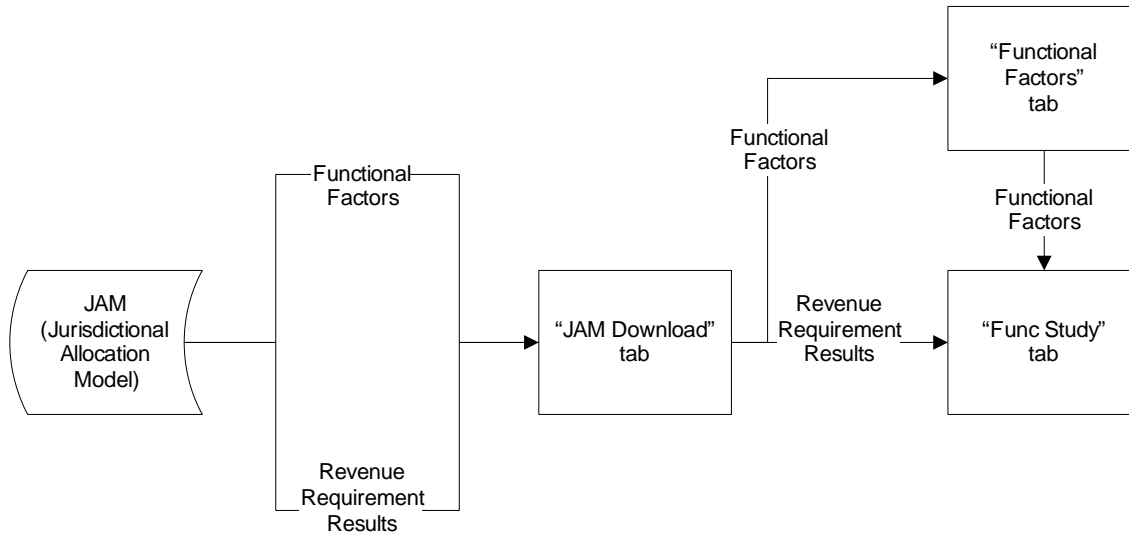 “Functional
Factors”
tab
Functional
Factors
Functional
Factors
Functional
Factors
JAM
(Jurisdictional
Allocation
Model)
“JAM Download”
tab
Revenue
Requirement
Results
“Func Study”
tab
Revenue
Requirement
Results